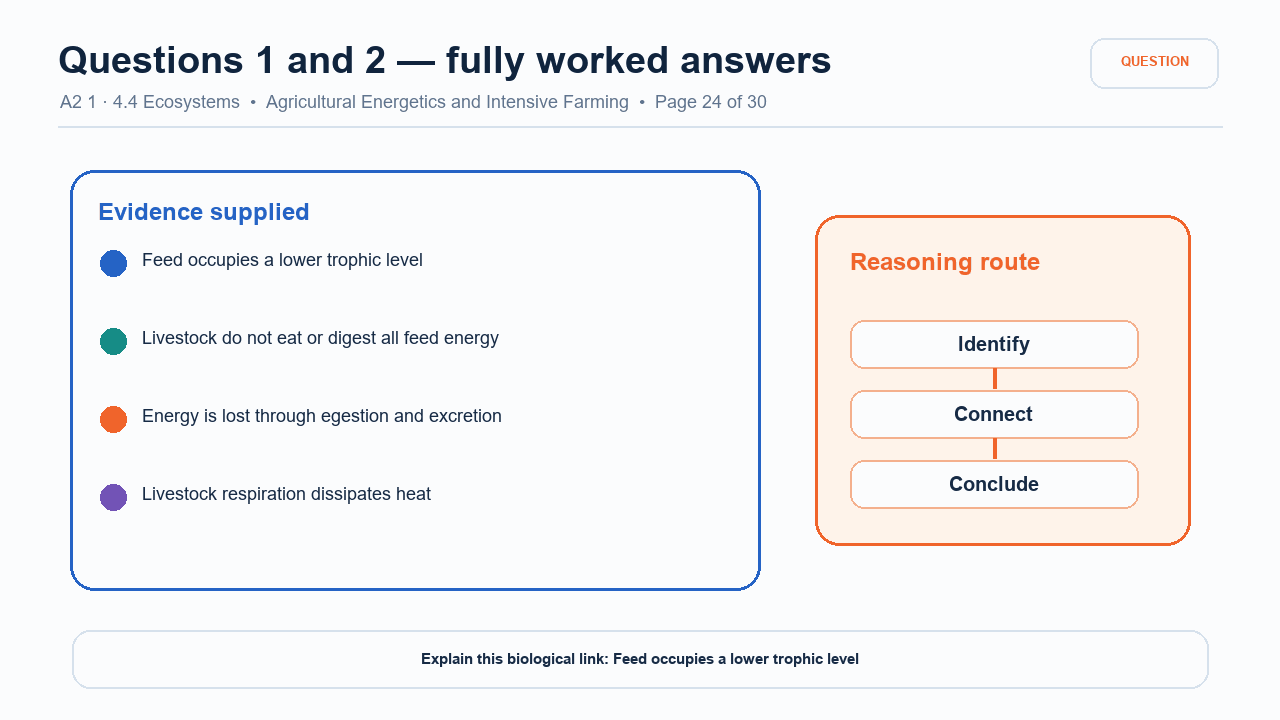 Questions 1 and 2 — fully worked answers
QUESTION
A2 1 · 4.4 Ecosystems • Agricultural Energetics and Intensive Farming • Page 24 of 30
Evidence supplied
Feed occupies a lower trophic level
Livestock do not eat or digest all feed energy
Energy is lost through egestion and excretion
Livestock respiration dissipates heat
Reasoning route
Identify
Connect
Conclude
Explain this biological link: Feed occupies a lower trophic level